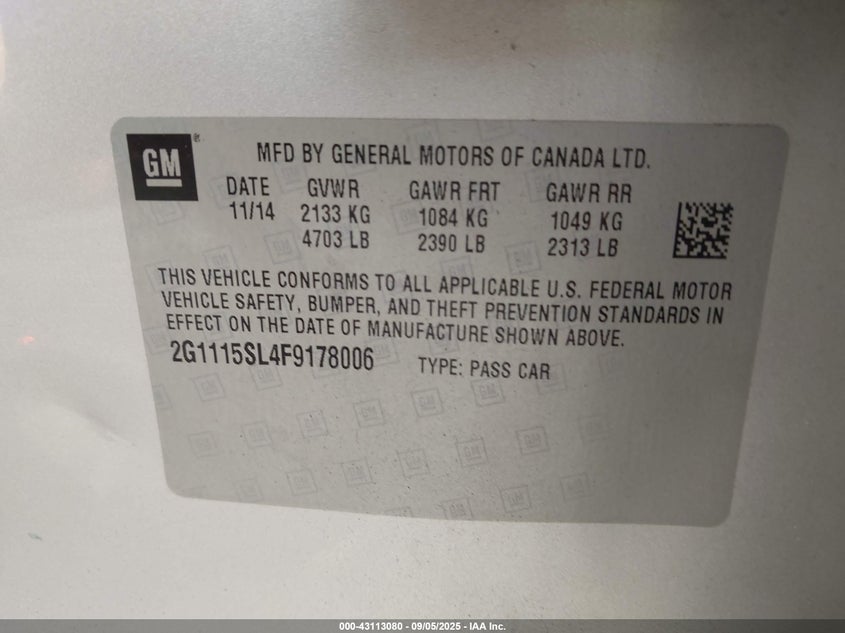 GM®
MFD BY GENERAL MOTORS OF CANADA LTD.
DATE GVWR GAWR FRT GAWR RR
11/14 2133 KG 1084 KG 1049 KG
4703 LB 2390 LB 2313 LB
THIS VEHICLE CONFORMS TO ALL APPLICABLE U.S. FEDERAL MOTOR
VEHICLE SAFETY, BUMPER, AND THEFT PREVENTION STANDARDS IN
EFFECT ON THE DATE OF MANUFACTURE SHOWN ABOVE.
2G1115SL4F9178006 TYPE: PASS CAR
000-43113080 - 09/05/2025 - IAA Inc.